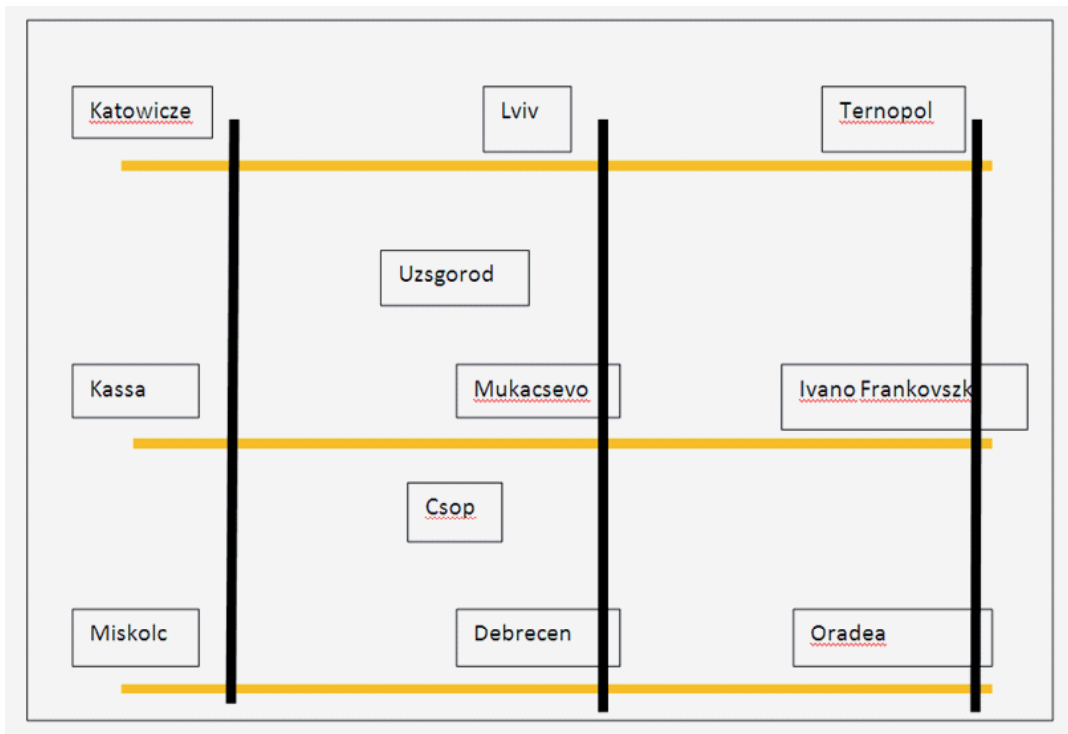 Katowicze
Lviv
Ternopol
Uzsgorod
Kassa
Mukacsevo
Ivano Frankovszk
Csop
Miskolc
Debrecen
Oradea